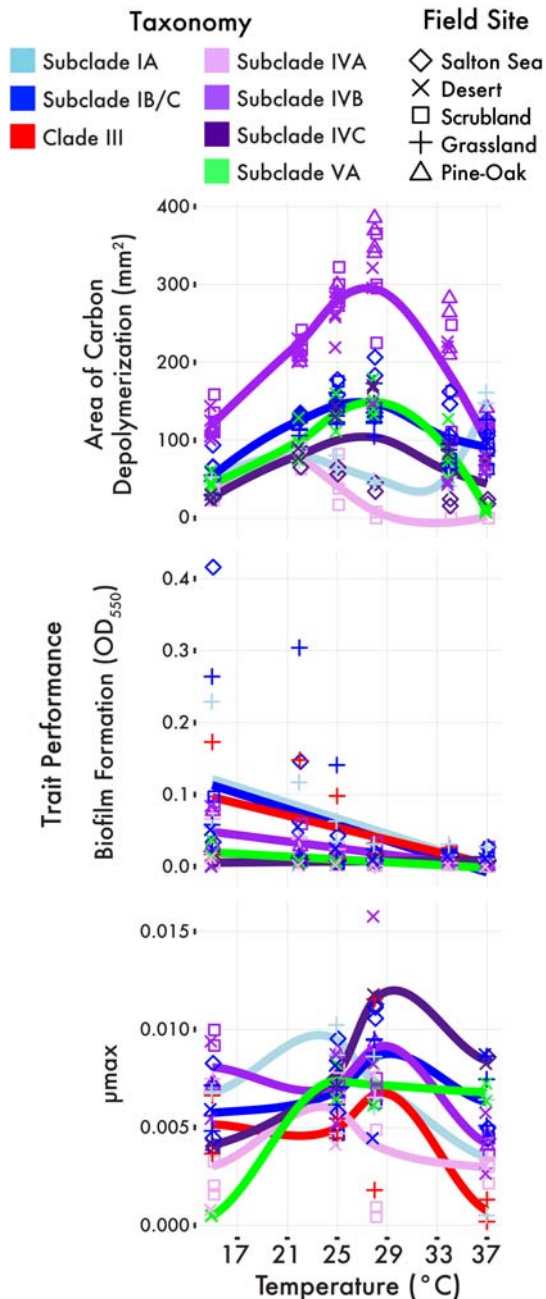 Taxonomy
Field Site
Subclade IA
Subclade IB/C
Clade III
Subclade IVA
Subclade IVB
Subclade IVC
Subclade VA
Salton Sea
Desert
Scrubland
Grassland
Pine-Oak
Trait Performance
Area of Carbon
Depolymerization (mm²)
400
300
200
100
0
Biofilm Formation (OD₅₅₀)
0.4
0.3
0.2
0.1
0.0
µmax
0.015
0.010
0.005
0.000
17 21 25 29 33 37
Temperature (°C)